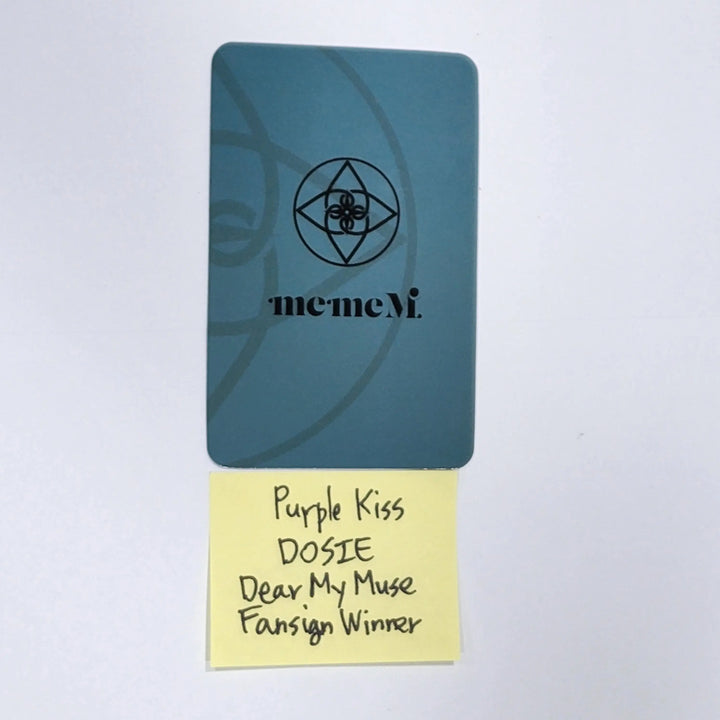 memeM.
Purple Kiss
DOSIE
Dear My Muse
Fansign Winner